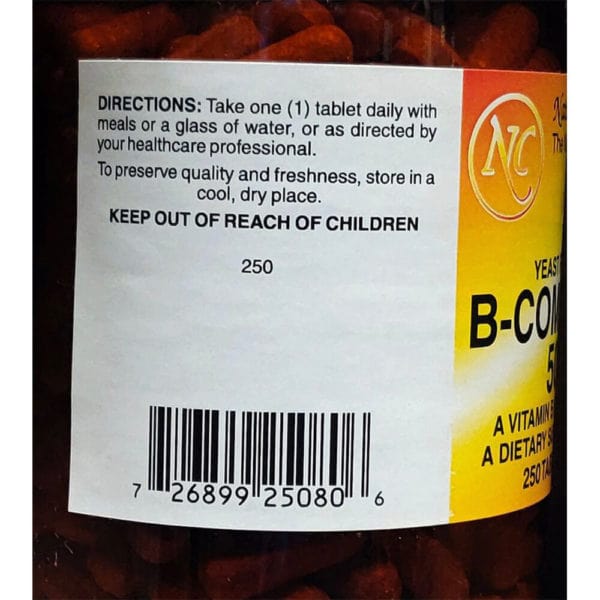 DIRECTIONS: Take one (1) tablet daily with
meals or a glass of water, or as directed by
your healthcare professional.
To preserve quality and freshness, store in a
cool, dry place.
KEEP OUT OF REACH OF CHILDREN
250
7 26899 25080 6
NC
YEAST
B-COM
A VITAMIN B
A DIETARY
250 TA